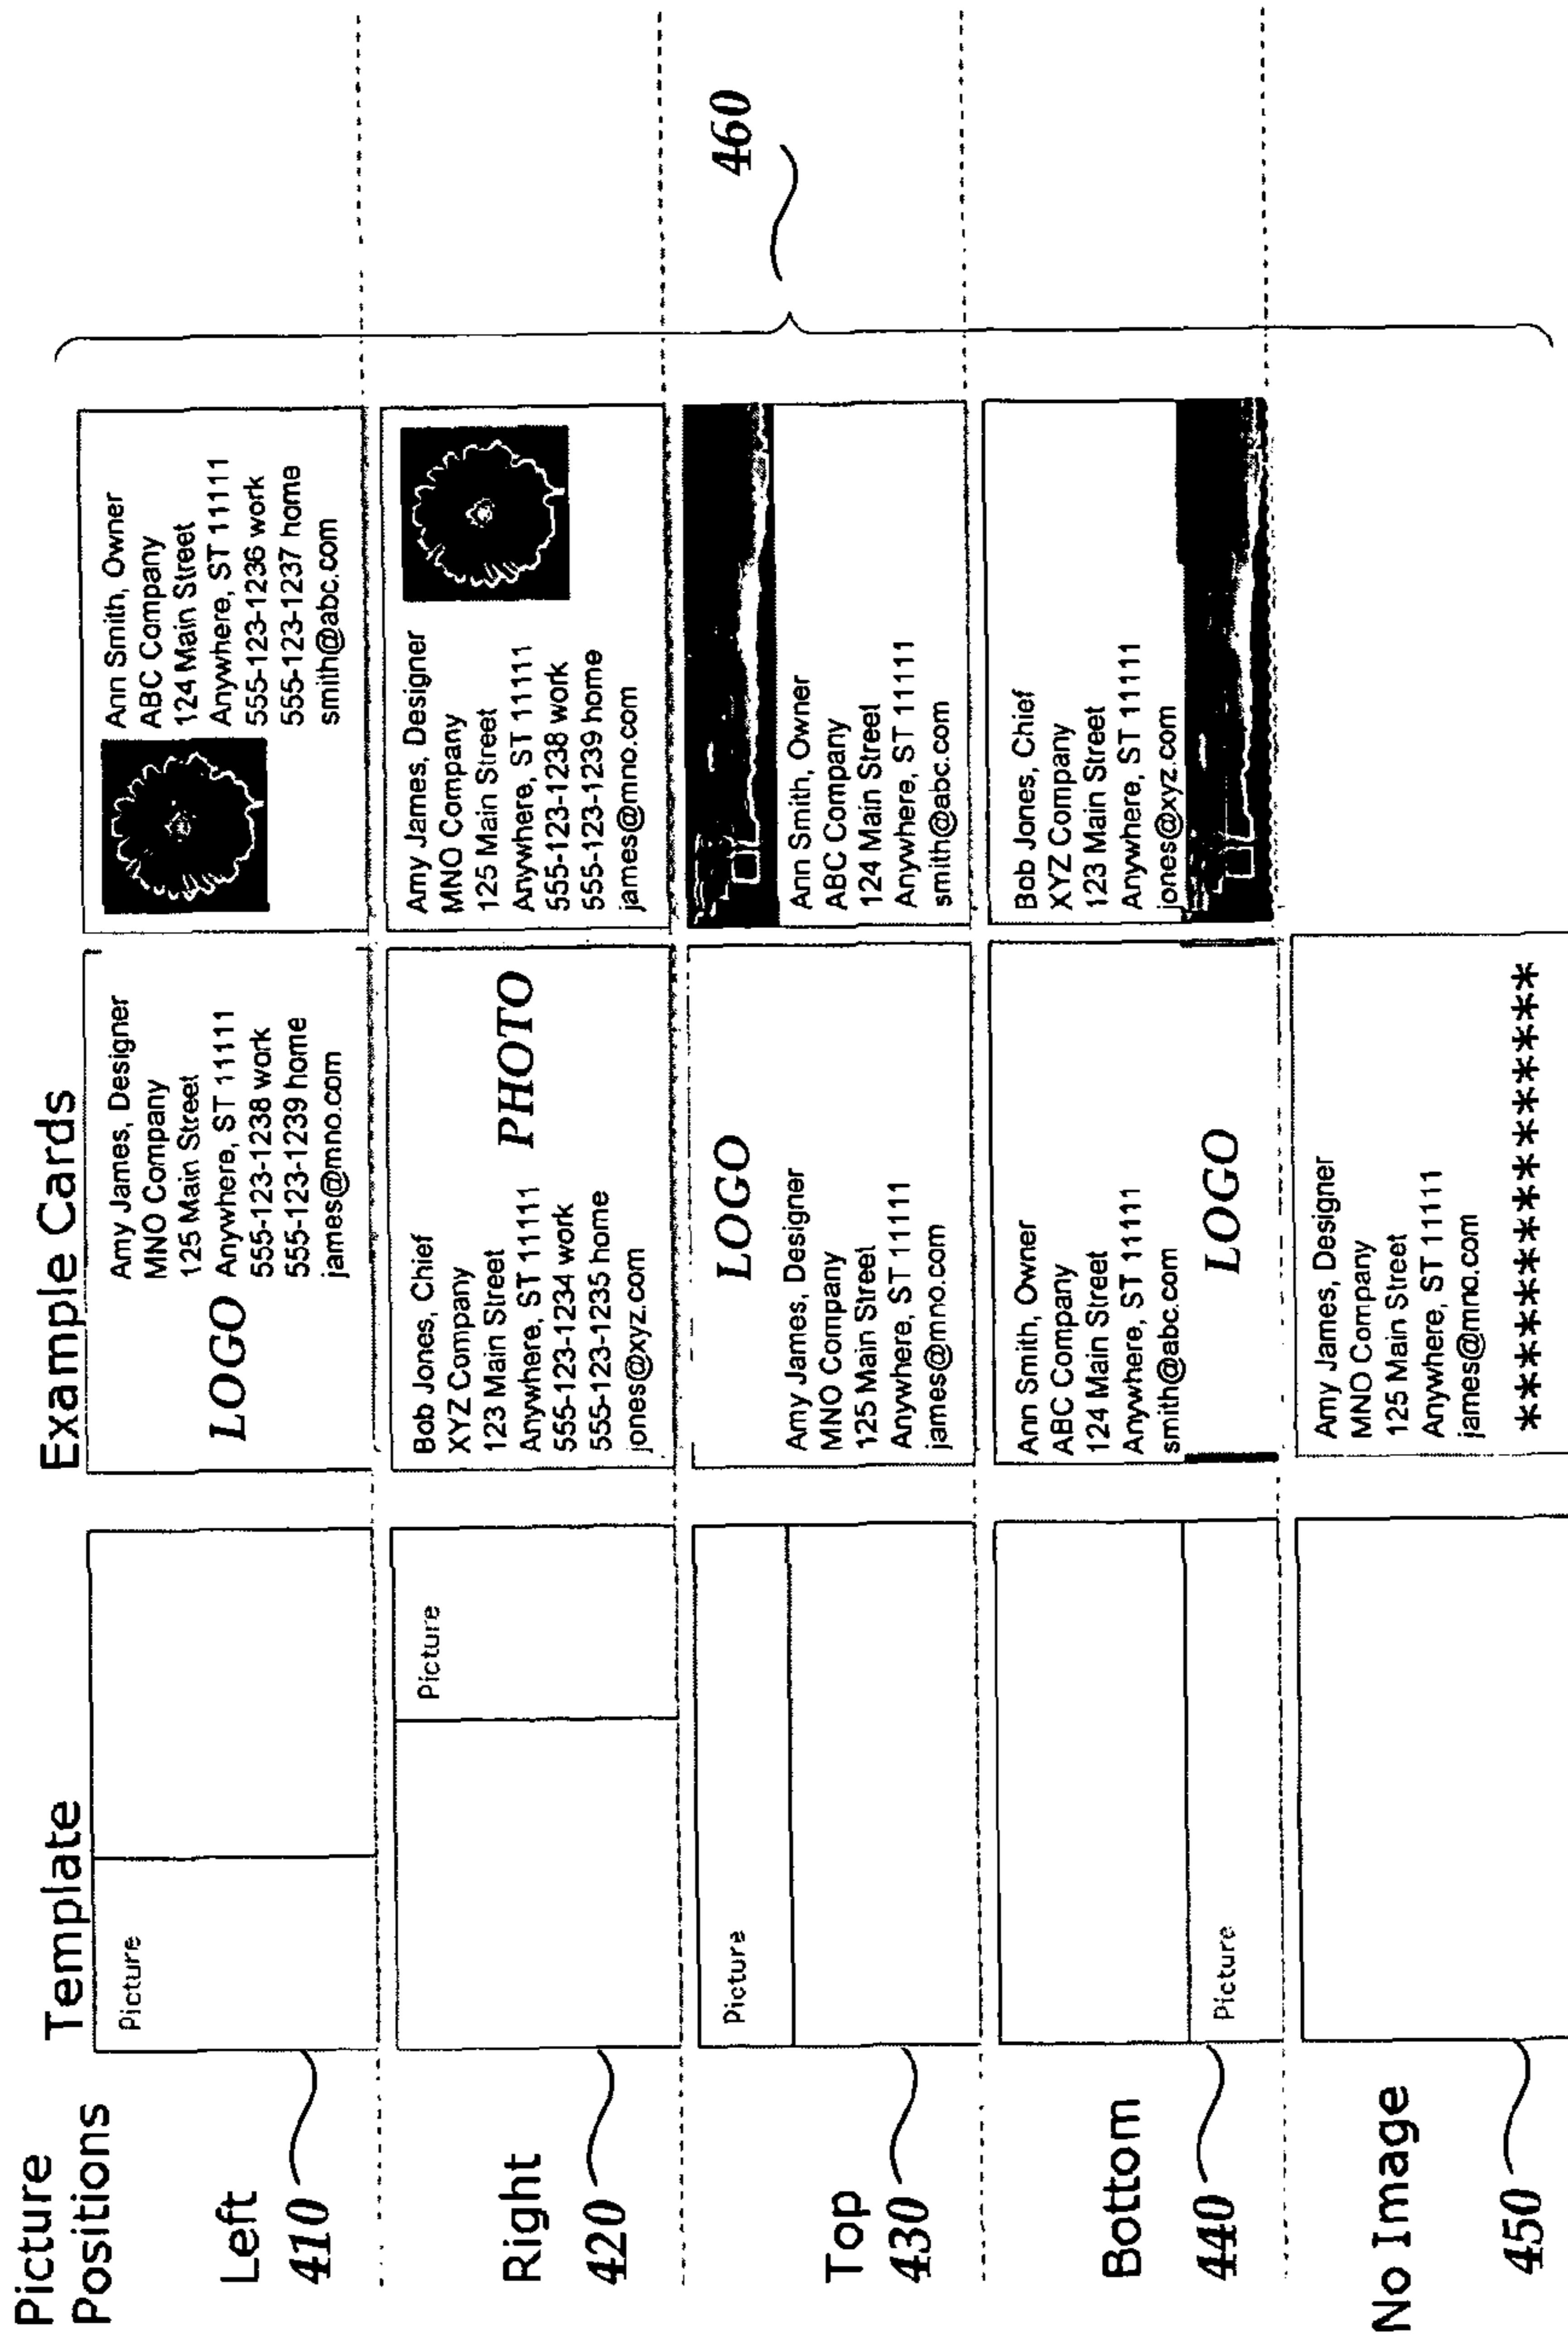 Picture
Positions
Template
Example Cards
Left
410
Picture
LOGO
Amy James, Designer
MNO Company
125 Main Street
Anywhere, ST 11111
555-123-1238 work
555-123-1239 home
james@mno.com
Ann Smith, Owner
ABC Company
124 Main Street
Anywhere, ST 11111
555-123-1236 work
555-123-1237 home
smith@abc.com
Right
420
Picture
Bob Jones, Chief
XYZ Company
123 Main Street
Anywhere, ST 11111
555-123-1234 work
555-123-1235 home
jones@xyz.com
PHOTO
Amy James, Designer
MNO Company
125 Main Street
Anywhere, ST 11111
555-123-1238 work
555-123-1239 home
james@mno.com
460
Top
430
Picture
LOGO
Amy James, Designer
MNO Company
125 Main Street
Anywhere, ST 11111
james@mno.com
Ann Smith, Owner
ABC Company
124 Main Street
Anywhere, ST 11111
smith@abc.com
Bottom
440
Picture
Ann Smith, Owner
ABC Company
124 Main Street
Anywhere, ST 11111
smith@abc.com
LOGO
Bob Jones, Chief
XYZ Company
123 Main Street
Anywhere, ST 11111
jones@xyz.com
No Image
450
Amy James, Designer
MNO Company
125 Main Street
Anywhere, ST 11111
james@mno.com
****************